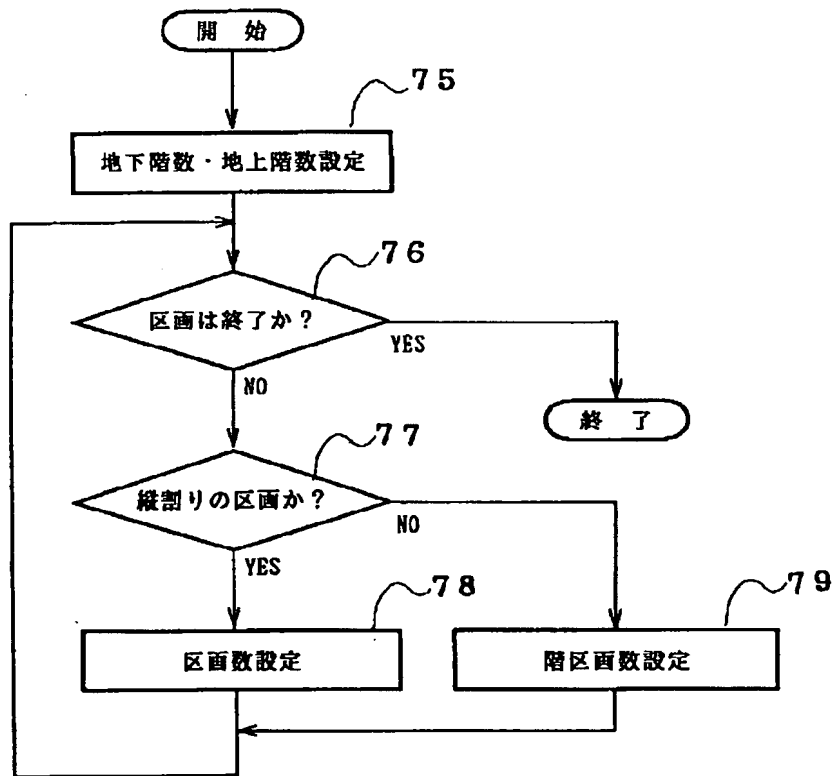 開 始
75
地下階数・地上階数設定
76
区画は終了か?
YES
NO
終 了
77
縦割りの区画か?
NO
YES
78
79
区画数設定
階区画数設定